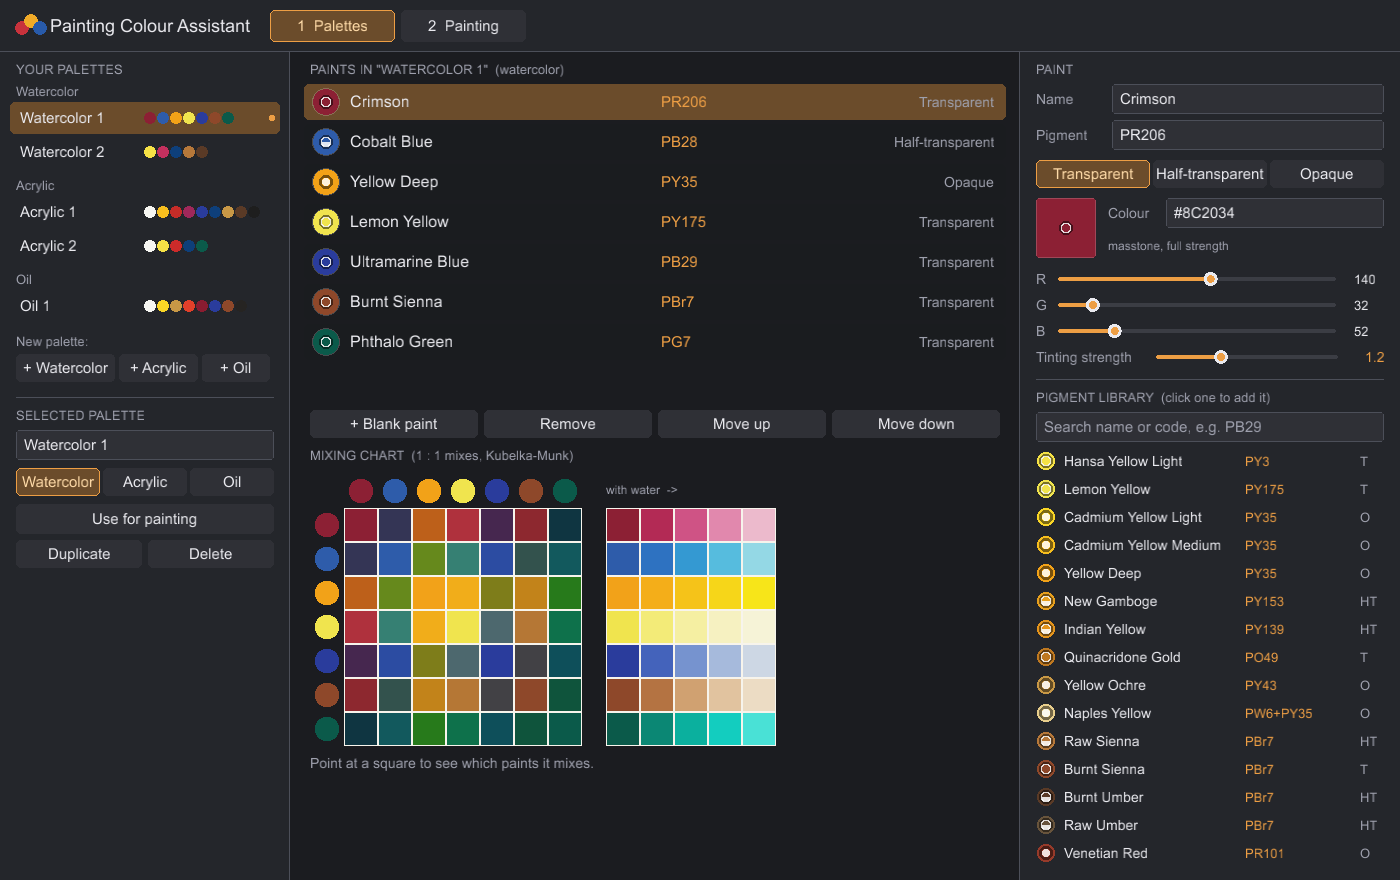 Painting Colour Assistant
1 Palettes
2 Painting
YOUR PALETTES
Watercolor
Watercolor 1
Watercolor 2
Acrylic
Acrylic 1
Acrylic 2
Oil
Oil 1
New palette:
+ Watercolor
+ Acrylic
+ Oil
SELECTED PALETTE
Watercolor 1
Watercolor
Acrylic
Oil
Use for painting
Duplicate
Delete
PAINTS IN "WATERCOLOR 1" (watercolor)
Crimson PR206 Transparent
Cobalt Blue PB28 Half-transparent
Yellow Deep PY35 Opaque
Lemon Yellow PY175 Transparent
Ultramarine Blue PB29 Transparent
Burnt Sienna PBr7 Transparent
Phthalo Green PG7 Transparent
+ Blank paint
Remove
Move up
Move down
MIXING CHART (1 : 1 mixes, Kubelka-Munk)
with water ->
Point at a square to see which paints it mixes.
PAINT
Name Crimson
Pigment PR206
Transparent
Half-transparent
Opaque
Colour #8C2034
masstone, full strength
R 140
G 32
B 52
Tinting strength 1.2
PIGMENT LIBRARY (click one to add it)
Search name or code, e.g. PB29
Hansa Yellow Light PY3 T
Lemon Yellow PY175 T
Cadmium Yellow Light PY35 O
Cadmium Yellow Medium PY35 O
Yellow Deep PY35 O
New Gamboge PY153 HT
Indian Yellow PY139 HT
Quinacridone Gold PO49 T
Yellow Ochre PY43 O
Naples Yellow PW6+PY35 O
Raw Sienna PBr7 HT
Burnt Sienna PBr7 T
Burnt Umber PBr7 HT
Raw Umber PBr7 HT
Venetian Red PR101 O